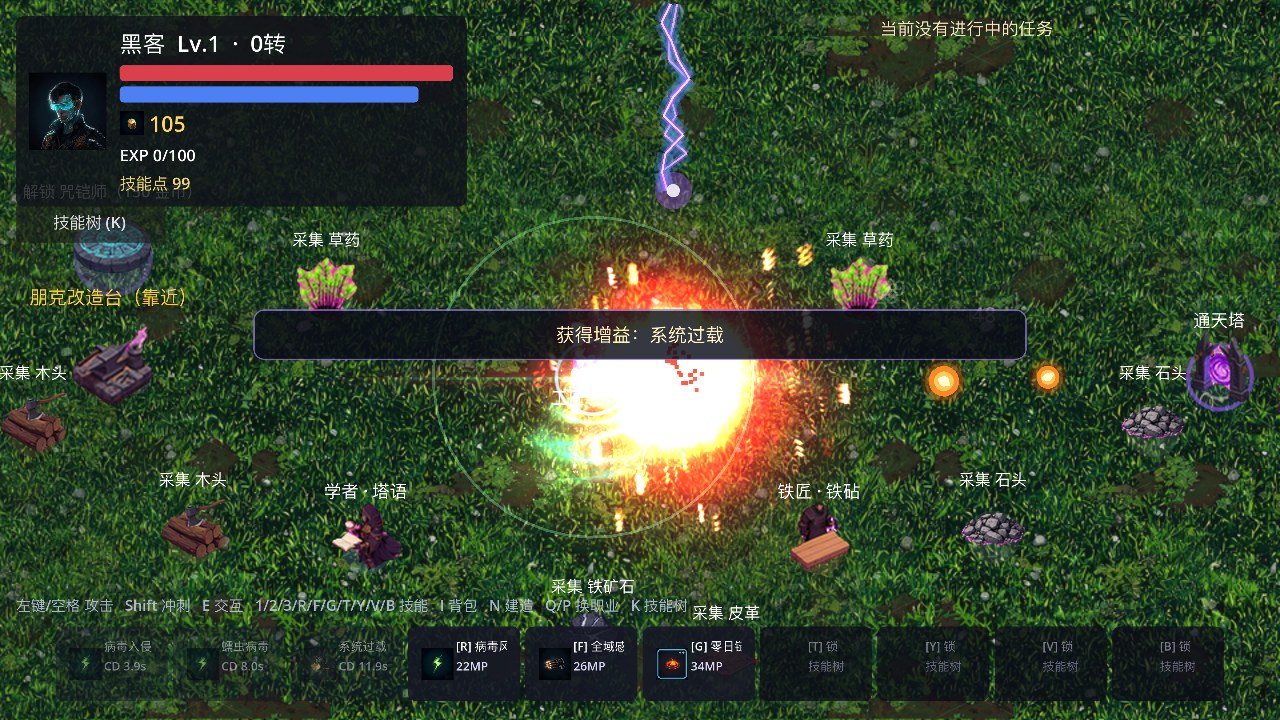 黑客 Lv.1 · 0转
105
EXP 0/100
技能点 99
技能树 (K)
当前没有进行中的任务
采集 草药
采集 草药
朋克改造台（靠近）
获得增益：系统过载
通天塔
采集 木头
采集 石头
采集 木头
学者 · 塔语
铁匠 · 铁砧
采集 石头
采集 铁矿石
左键/空格 攻击 Shift 冲刺 E 交互 1/2/3/R/F/G/T/Y/V/B 技能 I 背包 N 建造 Q/P 换职业 K 技能树
采集 皮革
病毒入侵
CD 3.9s
蠕虫病毒
CD 8.0s
系统过载
CD 11.9s
[R] 病毒
22MP
[F] 全域
26MP
[G] 零日
34MP
[T] 锁
技能树
[Y] 锁
技能树
[V] 锁
技能树
[B] 锁
技能树